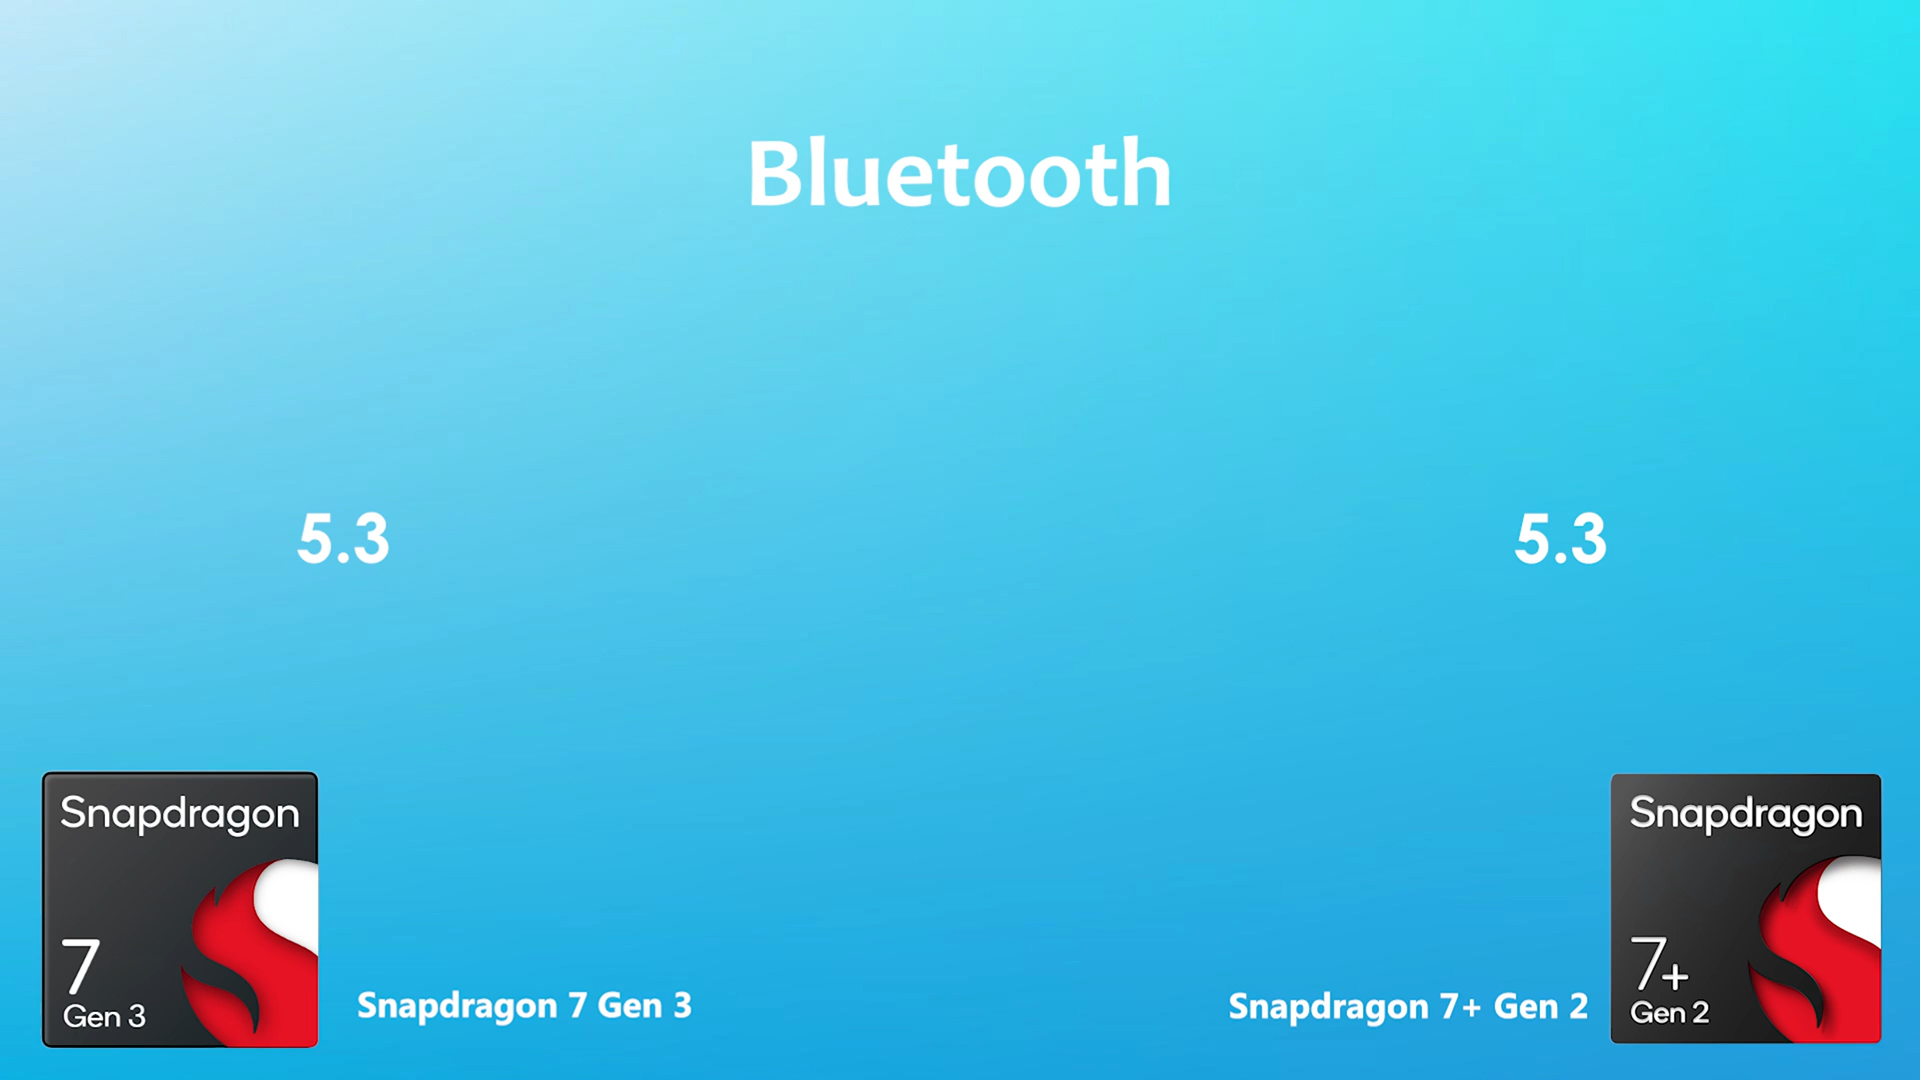 Bluetooth
5.3
5.3
Snapdragon
7
Gen 3
Snapdragon 7 Gen 3
Snapdragon 7+ Gen 2
Snapdragon
7+
Gen 2